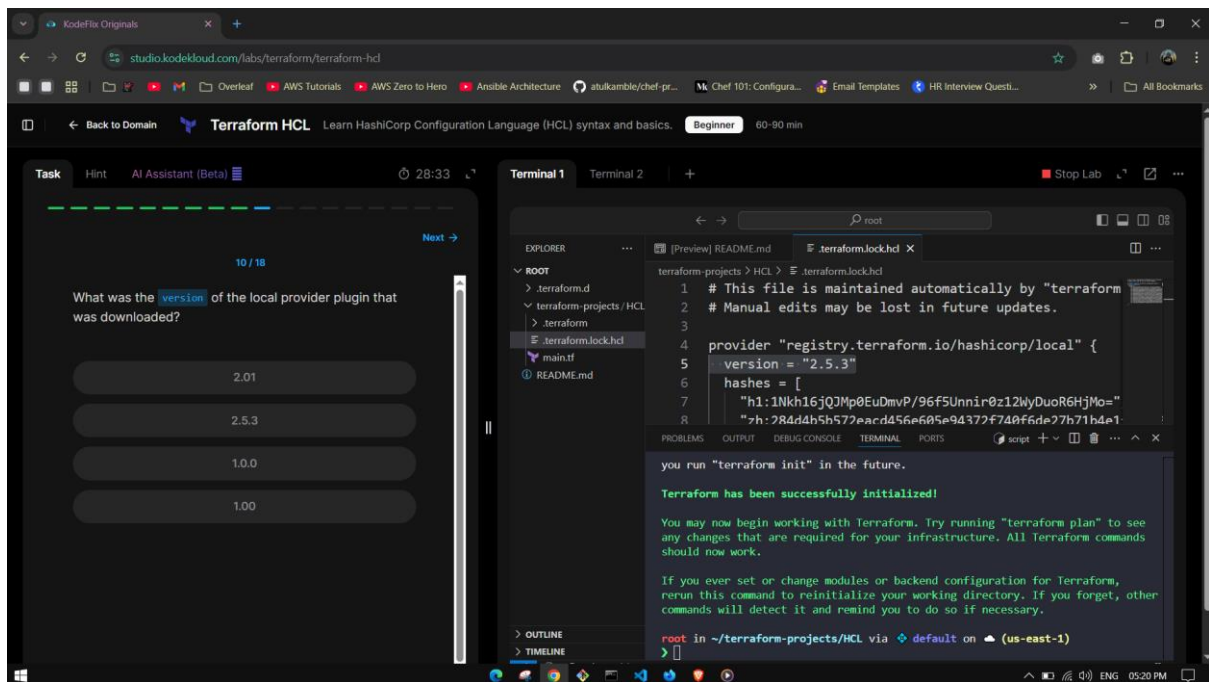 KodeFlix Originals
studio.kodekloud.com/labs/terraform/terraform-hcl
Overleaf AWS Tutorials AWS Zero to Hero Ansible Architecture atulkamble/chef-pr... Chef 101: Configura... Email Templates HR Interview Questi... » All Bookmarks
← Back to Domain Terraform HCL Learn HashiCorp Configuration Language (HCL) syntax and basics. Beginner 60-90 min
Task Hint AI Assistant (Beta) 28:33
Next →
10 / 18
What was the version of the local provider plugin that
was downloaded?
2.01
2.5.3
1.0.0
1.00
Terminal 1 Terminal 2 + Stop Lab
root
EXPLORER
ROOT
> .terraform.d
terraform-projects / HCL
> .terraform
.terraform.lock.hcl
main.tf
README.md
> OUTLINE
> TIMELINE
[Preview] README.md .terraform.lock.hcl
terraform-projects > HCL > .terraform.lock.hcl
1 # This file is maintained automatically by "terraform
2 # Manual edits may be lost in future updates.
3
4 provider "registry.terraform.io/hashicorp/local" {
5 version = "2.5.3"
6 hashes = [
7 "h1:1Nkh16jQJMp0EuDmvP/96f5Unnir0z12WyDuoR6HjMo="
8 "zh:284d4b5b572eacd456e605e94372f740f6de27b71b4e1
PROBLEMS OUTPUT DEBUG CONSOLE TERMINAL PORTS script
you run "terraform init" in the future.
Terraform has been successfully initialized!
You may now begin working with Terraform. Try running "terraform plan" to see
any changes that are required for your infrastructure. All Terraform commands
should now work.
If you ever set or change modules or backend configuration for Terraform,
rerun this command to reinitialize your working directory. If you forget, other
commands will detect it and remind you to do so if necessary.
root in ~/terraform-projects/HCL via default on (us-east-1)
❯
ENG 05:20 PM